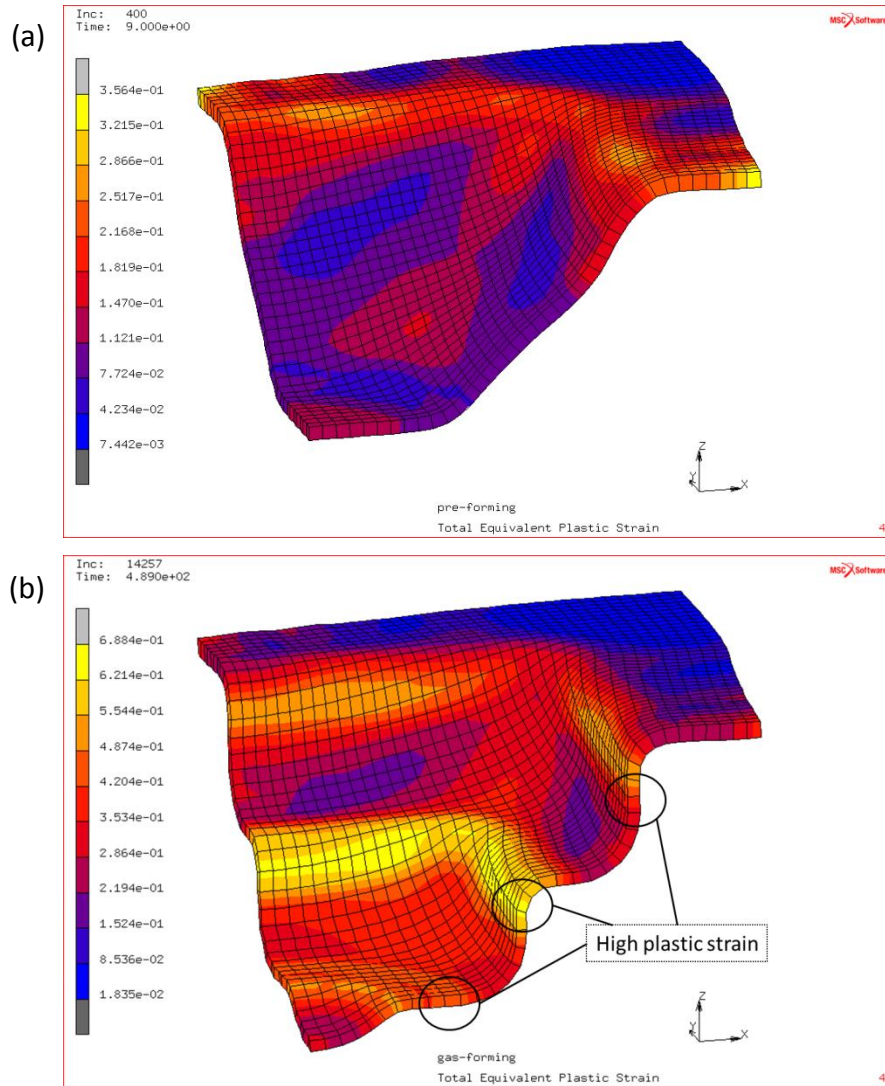 (a)
Inc: 400
Time: 9.000e+00
MSC Software
3.564e-01
3.215e-01
2.866e-01
2.517e-01
2.168e-01
1.819e-01
1.470e-01
1.121e-01
7.724e-02
4.234e-02
7.442e-03
Z
Y
X
pre-forming
Total Equivalent Plastic Strain
4
(b)
Inc: 14257
Time: 4.890e+02
MSC Software
6.884e-01
6.214e-01
5.544e-01
4.874e-01
4.204e-01
3.534e-01
2.864e-01
2.194e-01
1.524e-01
8.536e-02
1.835e-02
High plastic strain
Z
Y
X
gas-forming
Total Equivalent Plastic Strain
4